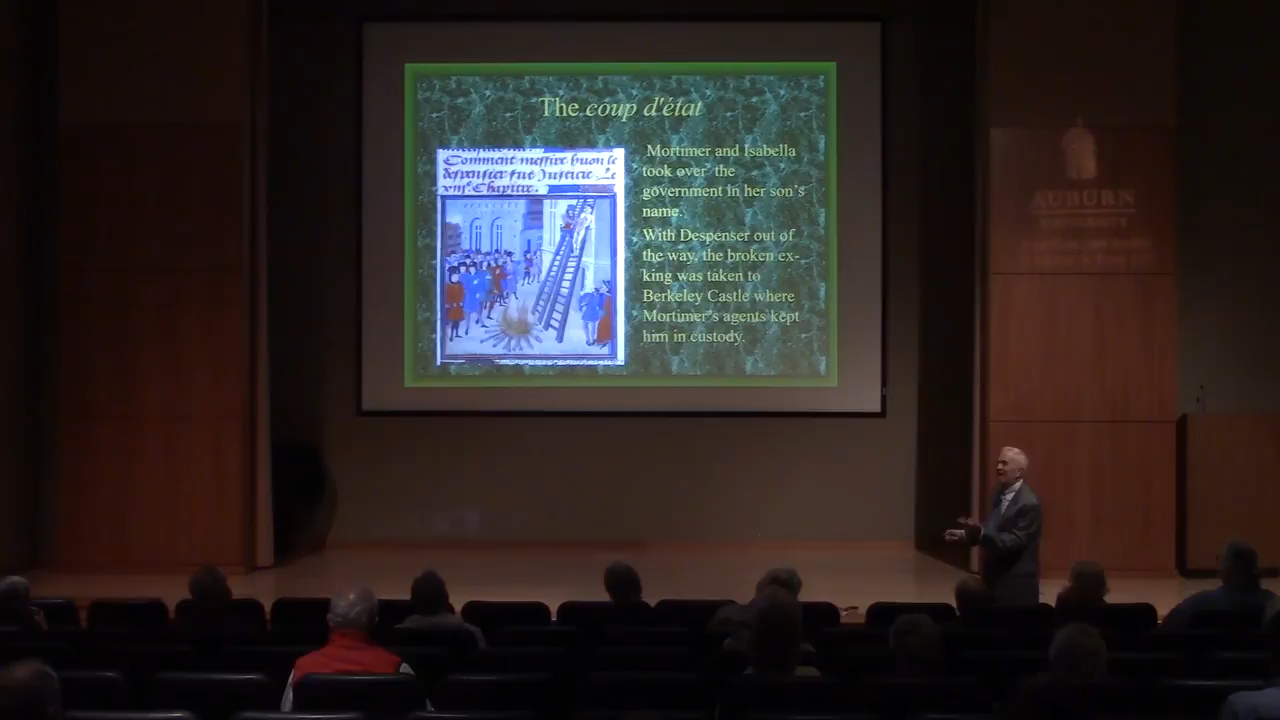 The coup d'état
Comment messire huon le
despensier fut Justicie. Le
Chapitre.
Mortimer and Isabella
took over the
government in her son's
name.
With Despenser out of
the way, the broken ex-
king was taken to
Berkeley Castle where
Mortimer's agents kept
him in custody.
AUBURN
UNIVERSITY